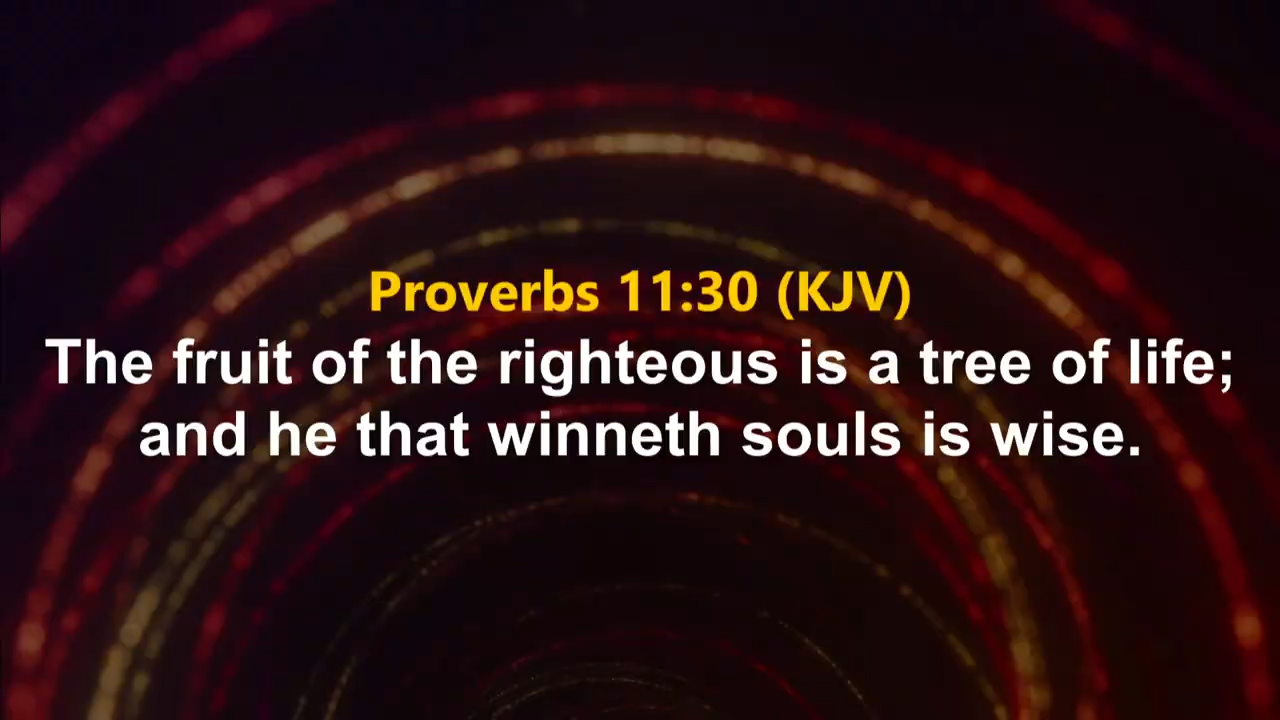 Proverbs 11:30 (KJV)
The fruit of the righteous is a tree of life;
and he that winneth souls is wise.